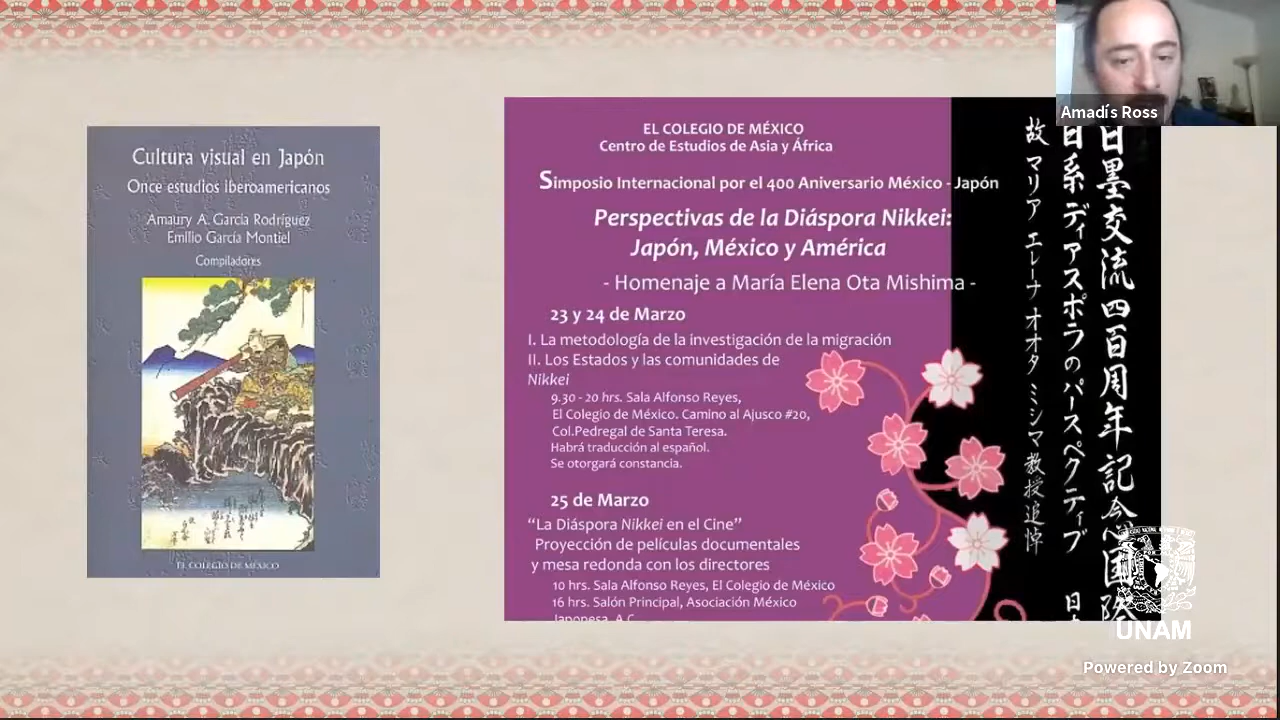 Amadís Ross
Cultura visual en Japón
Once estudios iberoamericanos
Amaury A. García Rodríguez
Emilio García Montiel
Compiladores
EL COLEGIO DE MÉXICO
EL COLEGIO DE MÉXICO
Centro de Estudios de Asia y África
Simposio Internacional por el 400 Aniversario México - Japón
Perspectivas de la Diáspora Nikkei:
Japón, México y América
- Homenaje a María Elena Ota Mishima -
23 y 24 de Marzo
I. La metodología de la investigación de la migración
II. Los Estados y las comunidades de
Nikkei
9.30 - 20 hrs. Sala Alfonso Reyes,
El Colegio de México. Camino al Ajusco #20,
Col.Pedregal de Santa Teresa.
Habrá traducción al español.
Se otorgará constancia.
25 de Marzo
“La Diáspora Nikkei en el Cine”
Proyección de películas documentales
y mesa redonda con los directores
10 hrs. Sala Alfonso Reyes, El Colegio de México
16 hrs. Salón Principal, Asociación México
Japonesa, A.C.
日墨交流四百周年記念国際
日系ディアスポラのパースペクティブ 日
故 マリア エレーナ オオタ ミシマ教授追悼
UNAM
Powered by Zoom